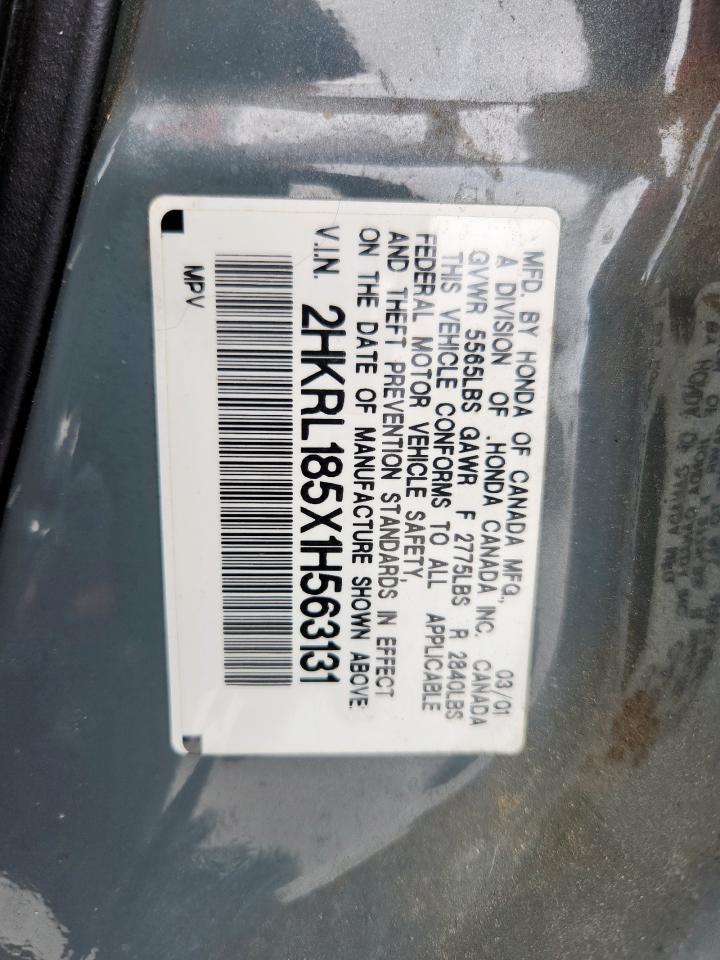 MFD. BY HONDA OF CANADA MFG., 03/01
A DIVISION OF .HONDA CANADA INC. CANADA
GVWR 5565LBS GAWR F 2775LBS R 2840LBS
THIS VEHICLE CONFORMS TO ALL APPLICABLE
FEDERAL MOTOR VEHICLE SAFETY,
AND THEFT PREVENTION STANDARDS IN EFFECT
ON THE DATE OF MANUFACTURE SHOWN ABOVE.
V.I.N. 2HKRL185X1H563131
MPV